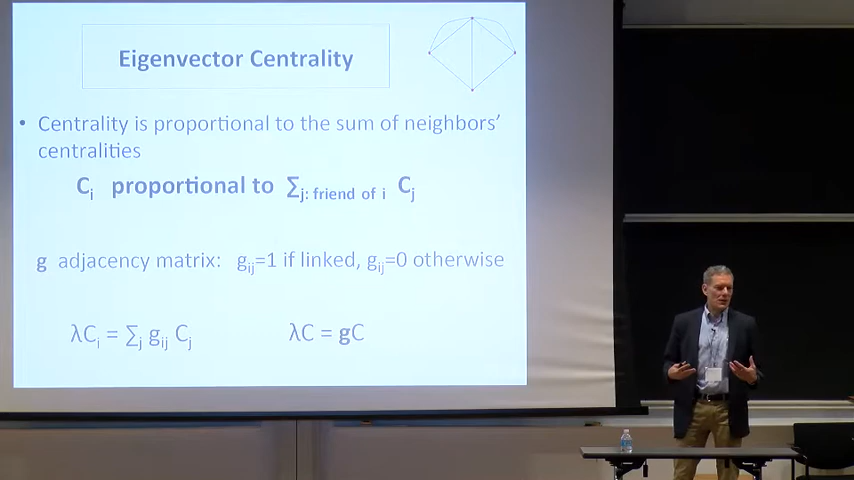 Eigenvector Centrality
• Centrality is proportional to the sum of neighbors'
centralities
Cᵢ proportional to ∑ⱼ: friend of i Cⱼ
g adjacency matrix: gᵢⱼ=1 if linked, gᵢⱼ=0 otherwise
λCᵢ = ∑ⱼ gᵢⱼ Cⱼ λC = gC